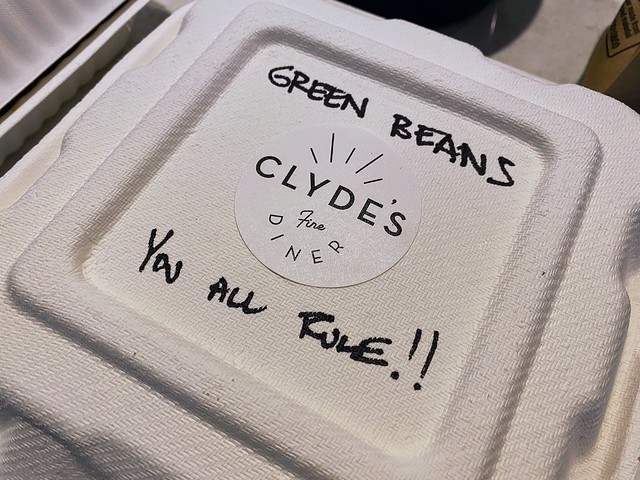 GREEN BEANS
CLYDE'S
Fine
DINER
YOU ALL RULE!!